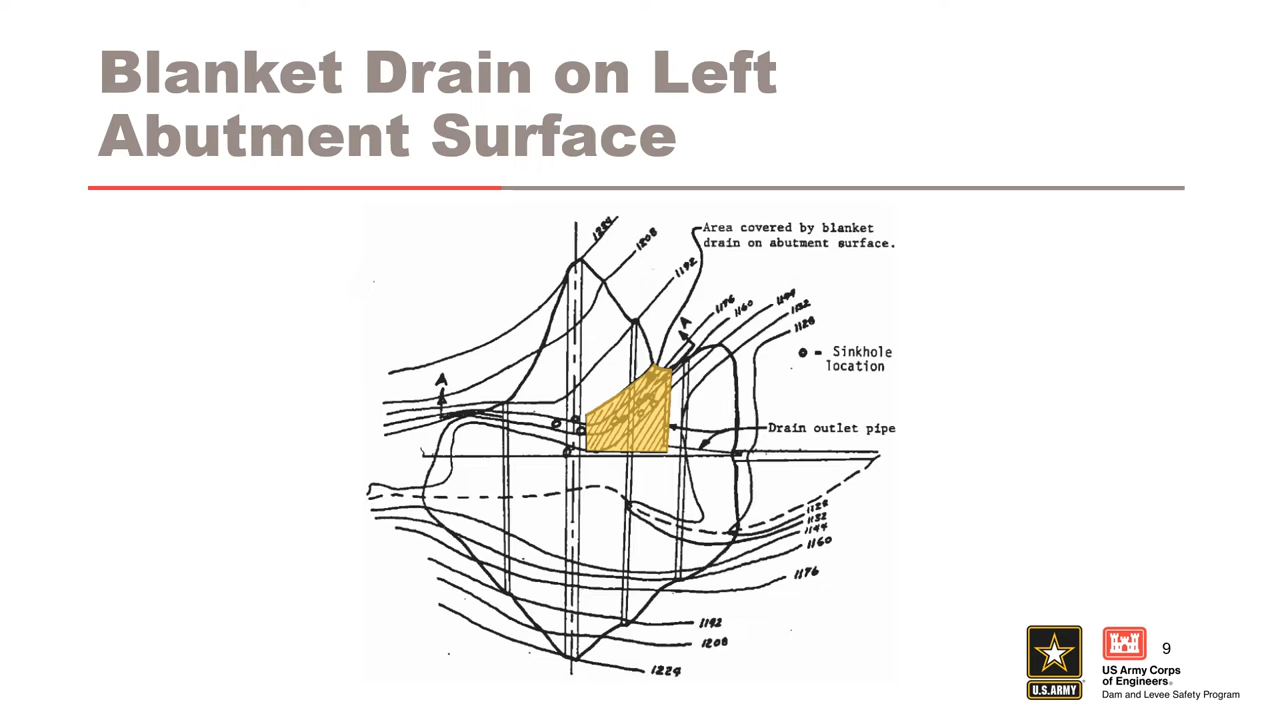 Blanket Drain on Left
Abutment Surface
1224
1208
1192
Area covered by blanket
drain on abutment surface.
1176
1160
1144
1132
1128
A
A
o - Sinkhole
location
Drain outlet pipe
1128
1132
1144
1160
1176
1192
1208
1224
U.S.ARMY
US Army Corps
of Engineers®
Dam and Levee Safety Program
9